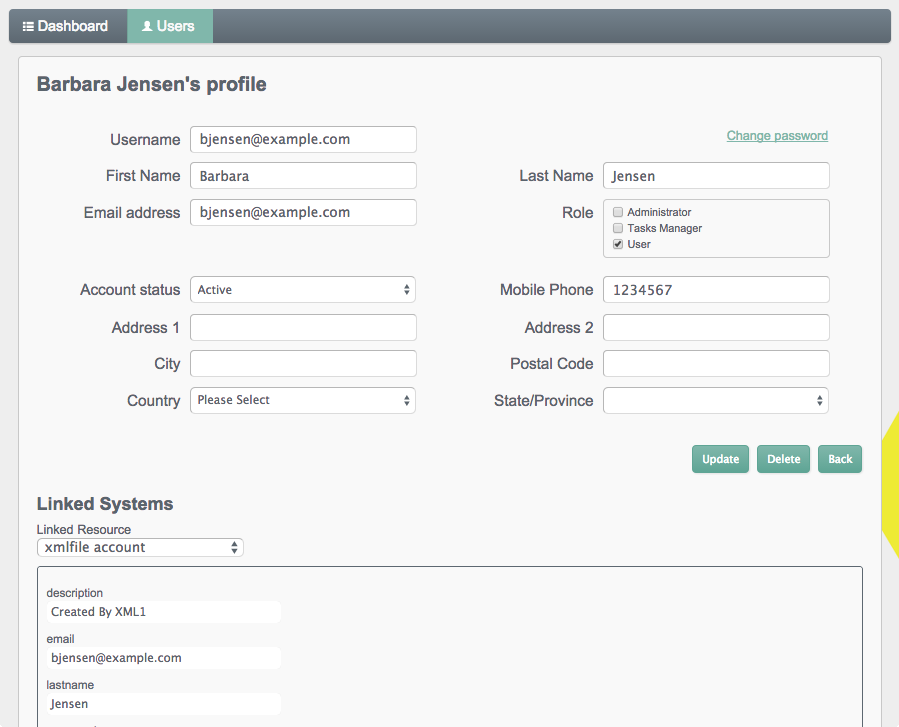 Dashboard Users
Barbara Jensen's profile
Username bjensen@example.com Change password
First Name Barbara Last Name Jensen
Email address bjensen@example.com Role Administrator
Tasks Manager
User
Account status Active Mobile Phone 1234567
Address 1 Address 2
City Postal Code
Country Please Select State/Province
Update Delete Back
Linked Systems
Linked Resource
xmlfile account
description
Created By XML1
email
bjensen@example.com
lastname
Jensen